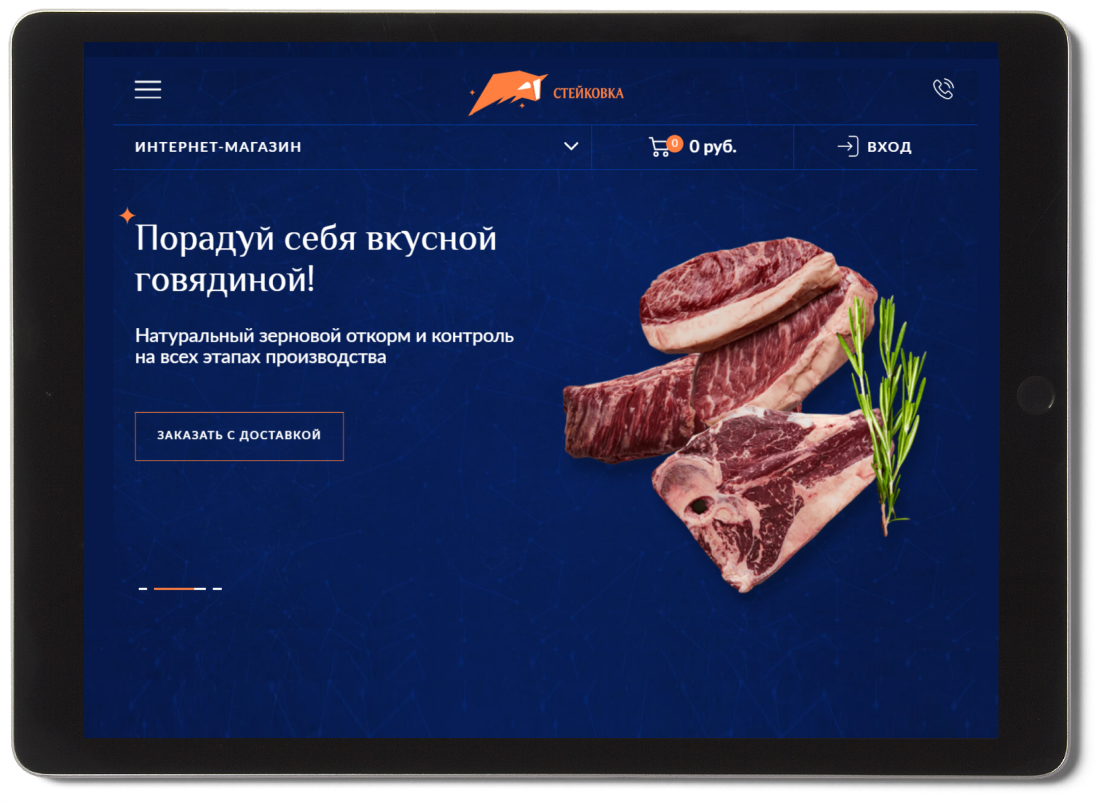 СТЕЙКОВКА
ИНТЕРНЕТ-МАГАЗИН
0
0 руб.
ВХОД
Порадуй себя вкусной
говядиной!
Натуральный зерновой откорм и контроль
на всех этапах производства
ЗАКАЗАТЬ С ДОСТАВКОЙ